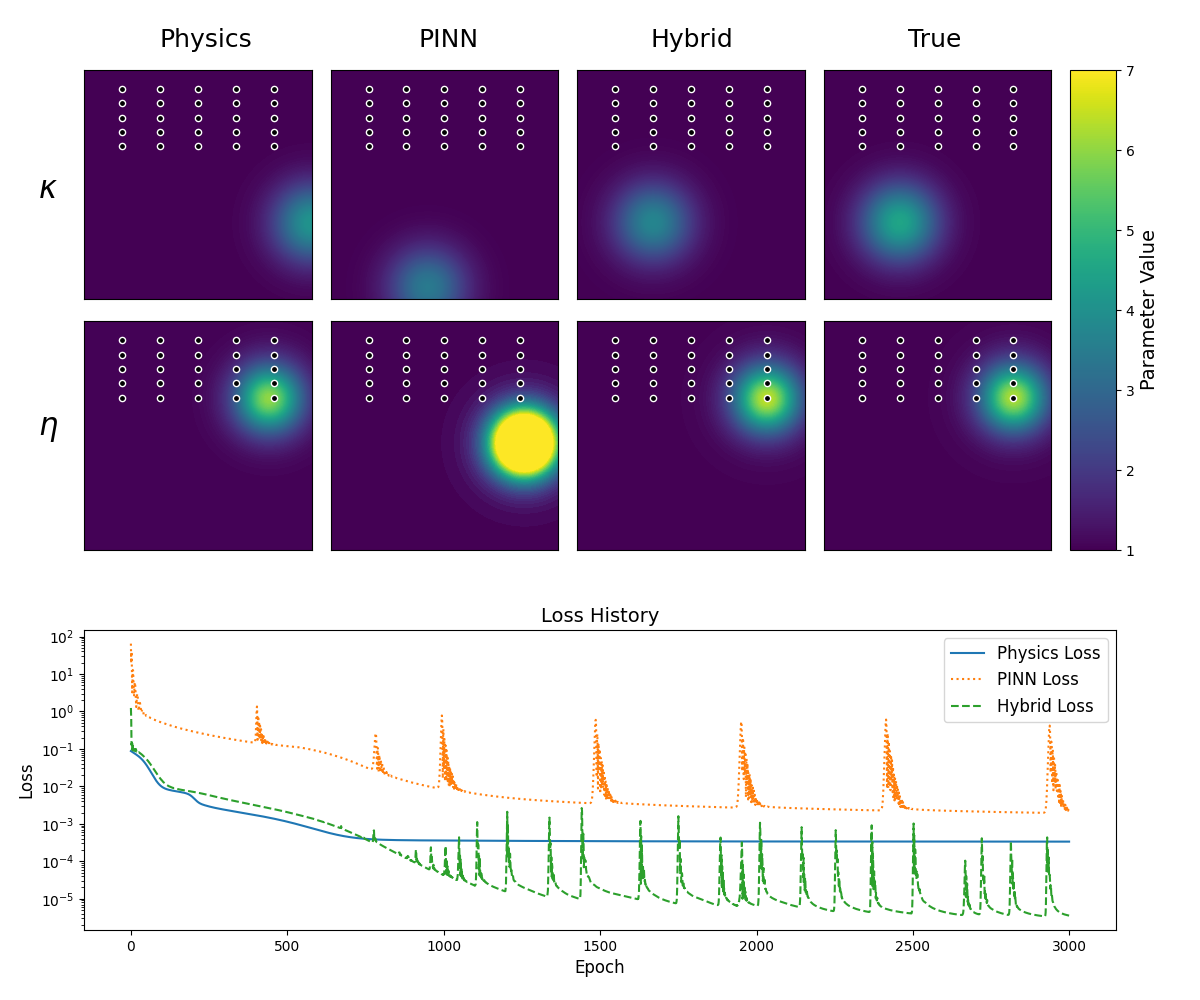 Physics PINN Hybrid True
κ
η
7
6
5
4
3
2
1
Parameter Value
Loss History
10²
10¹
10⁰
10⁻¹
10⁻²
10⁻³
10⁻⁴
10⁻⁵
Loss
Physics Loss
PINN Loss
Hybrid Loss
0 500 1000 1500 2000 2500 3000
Epoch